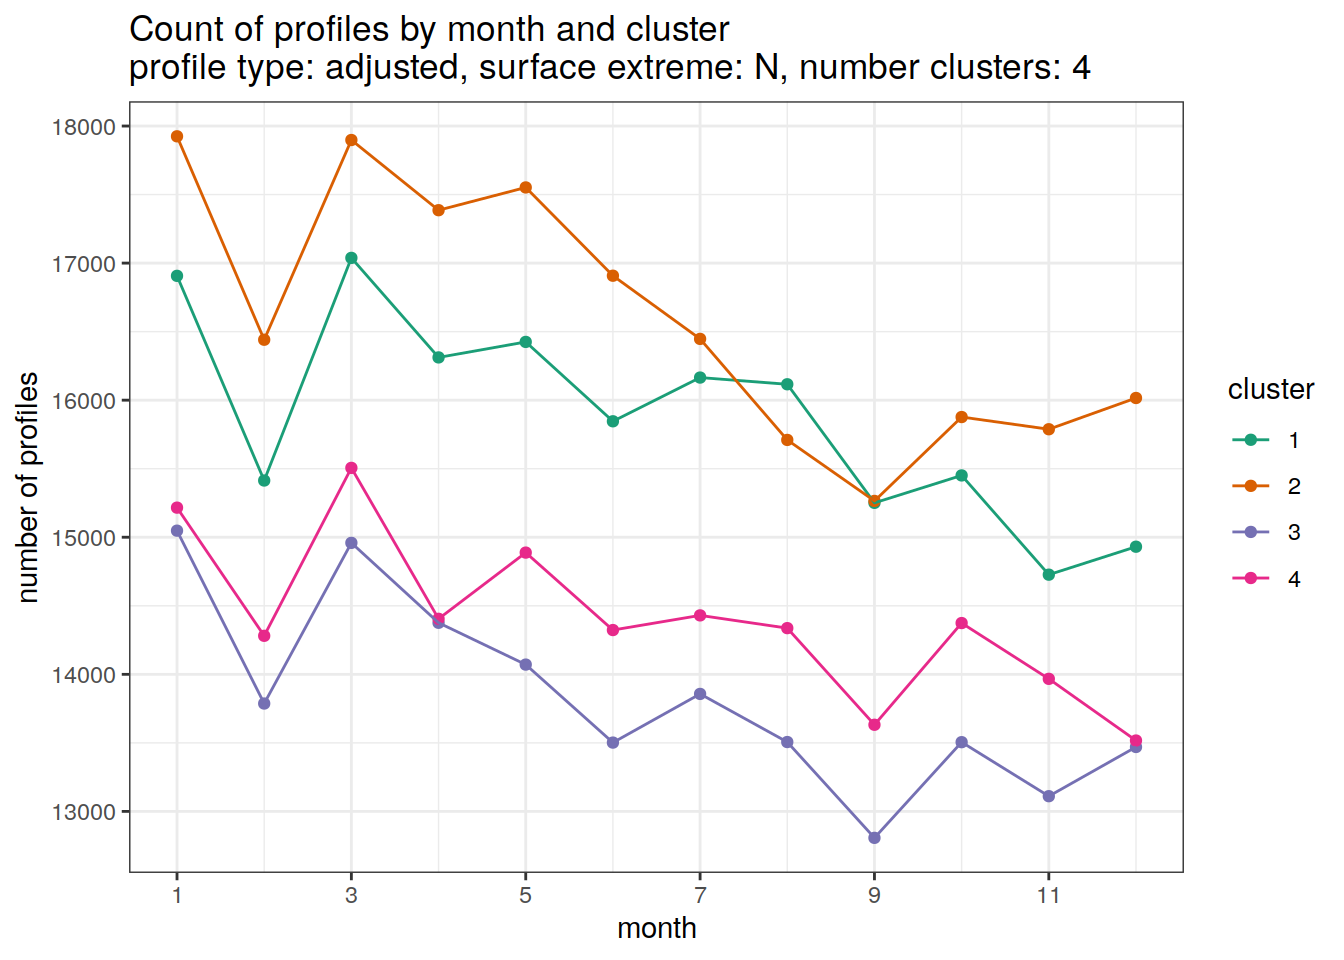 Count of profiles by month and cluster
profile type: adjusted, surface extreme: N, number clusters: 4
18000
17000
16000
15000
14000
13000
number of profiles
1 3 5 7 9 11
month
cluster
1
2
3
4